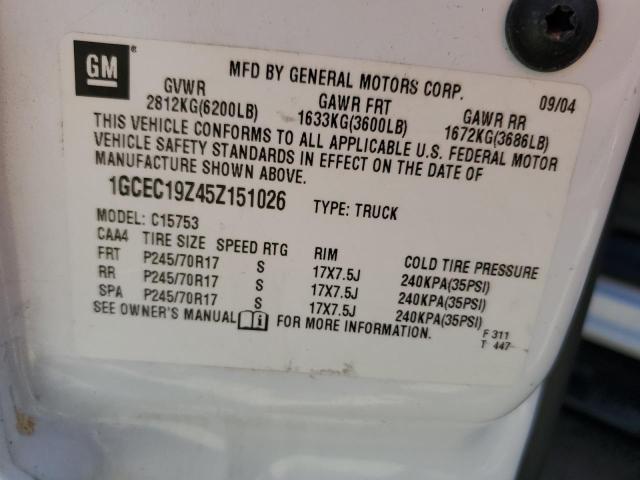 GM ®
MFD BY GENERAL MOTORS CORP. 09/04
GVWR GAWR FRT GAWR RR
2812KG(6200LB) 1633KG(3600LB) 1672KG(3686LB)
THIS VEHICLE CONFORMS TO ALL APPLICABLE U.S. FEDERAL MOTOR
VEHICLE SAFETY STANDARDS IN EFFECT ON THE DATE OF
MANUFACTURE SHOWN ABOVE.
1GCEC19Z45Z151026 TYPE: TRUCK
MODEL: C15753
CAA4 TIRE SIZE SPEED RTG RIM COLD TIRE PRESSURE
FRT P245/70R17 S 17X7.5J 240KPA(35PSI)
RR P245/70R17 S 17X7.5J 240KPA(35PSI)
SPA P245/70R17 S 17X7.5J 240KPA(35PSI)
SEE OWNER'S MANUAL FOR MORE INFORMATION. F 311
T 447